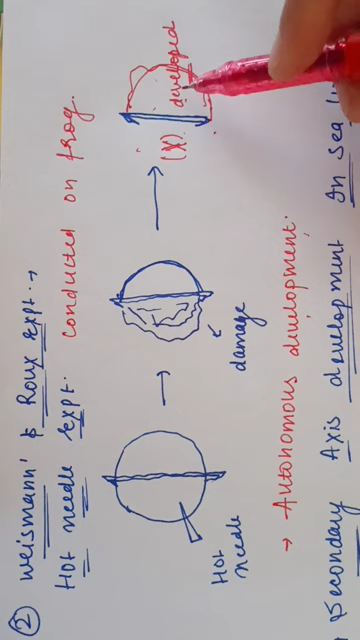 ② Weismann & Roux expt. →
Hot needle expt. conducted on frog.
Hot
needle
→
damage
→
(X)
developed
→ Autonomous development.
Secondary Axis development in sea